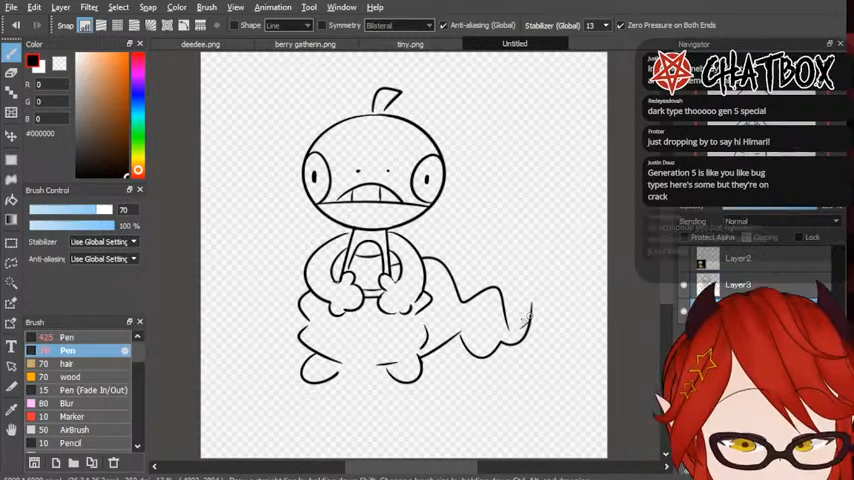 File Edit Layer Filter Select Snap Color Brush View Animation Tool Window Help
Snap Shape Line Symmetry Bilateral Anti-aliasing (Global) Stabilizer (Global) 13 Zero Pressure on Both Ends
deedee.png berry gatherin.png tiny.png Untitled
Color
R 0
G 0
B 0
#000000
Brush Control
70
100 %
Stabilizer Use Global Setting
Anti-aliasing Use Global Setting
Brush
425 Pen
70 Pen
70 hair
70 wood
15 Pen (Fade In/Out)
80 Blur
10 Marker
50 AirBrush
10 Pencil
Navigator
CHATBOX
Redeyesdovah
dark type thooooo gen 5 special
Frotter
just dropping by to say hi Himari!
Justin Deuz
Generation 5 is like you like bug
types here's some but they're on
crack
Blending Normal
Protect Alpha Clipping Lock
Layer2
Layer3